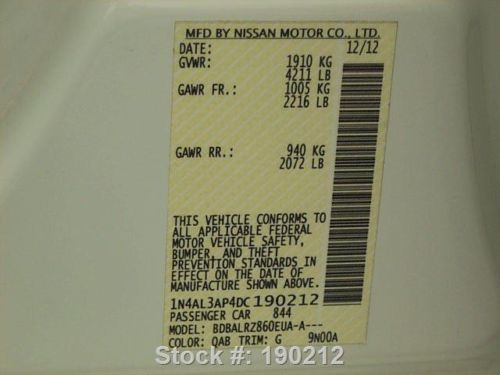 MFD BY NISSAN MOTOR CO., LTD.
DATE: 12/12
GVWR: 1910 KG
4211 LB
GAWR FR.: 1005 KG
2216 LB
GAWR RR.: 940 KG
2072 LB
THIS VEHICLE CONFORMS TO
ALL APPLICABLE FEDERAL
MOTOR VEHICLE SAFETY,
BUMPER, AND THEFT
PREVENTION STANDARDS IN
EFFECT ON THE DATE OF
MANUFACTURE SHOWN ABOVE.
1N4AL3AP4DC190212
PASSENGER CAR 844
MODEL: BDBALRZ860EUA-A---
COLOR: QAB TRIM: G 9N00A
Stock #: 190212